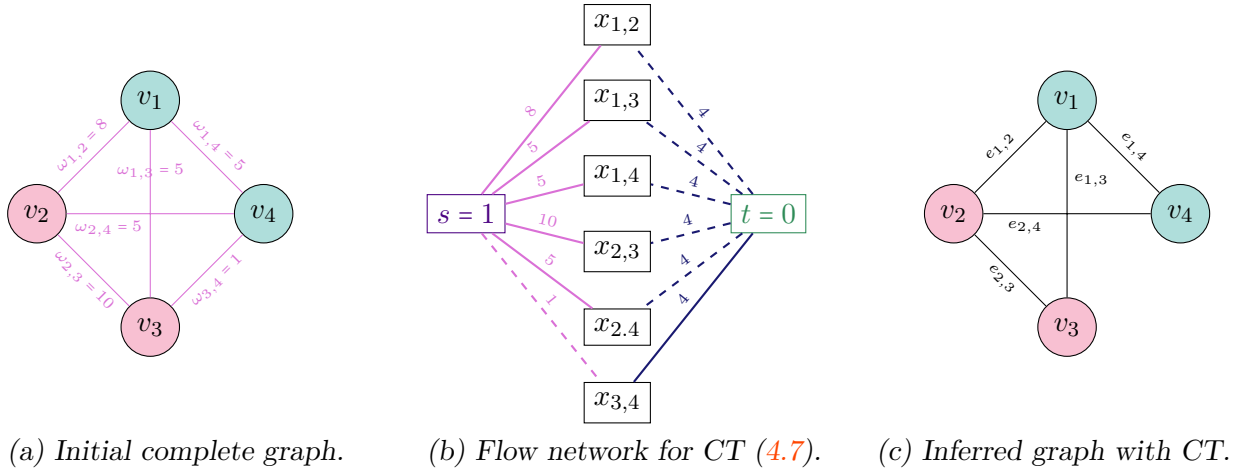 v₁
ω₁,₂ = 8
ω₁,₄ = 5
ω₁,₃ = 5
v₂
v₄
ω₂,₄ = 5
ω₂,₃ = 10
ω₃,₄ = 1
v₃
(a) Initial complete graph.
x₁,₂
x₁,₃
x₁,₄
s = 1
t = 0
x₂,₃
x₂.₄
x₃,₄
8
5
5
10
5
1
4
4
4
4
4
4
(b) Flow network for CT (4.7).
v₁
e₁,₂
e₁,₄
e₁,₃
v₂
v₄
e₂,₄
e₂,₃
v₃
(c) Inferred graph with CT.